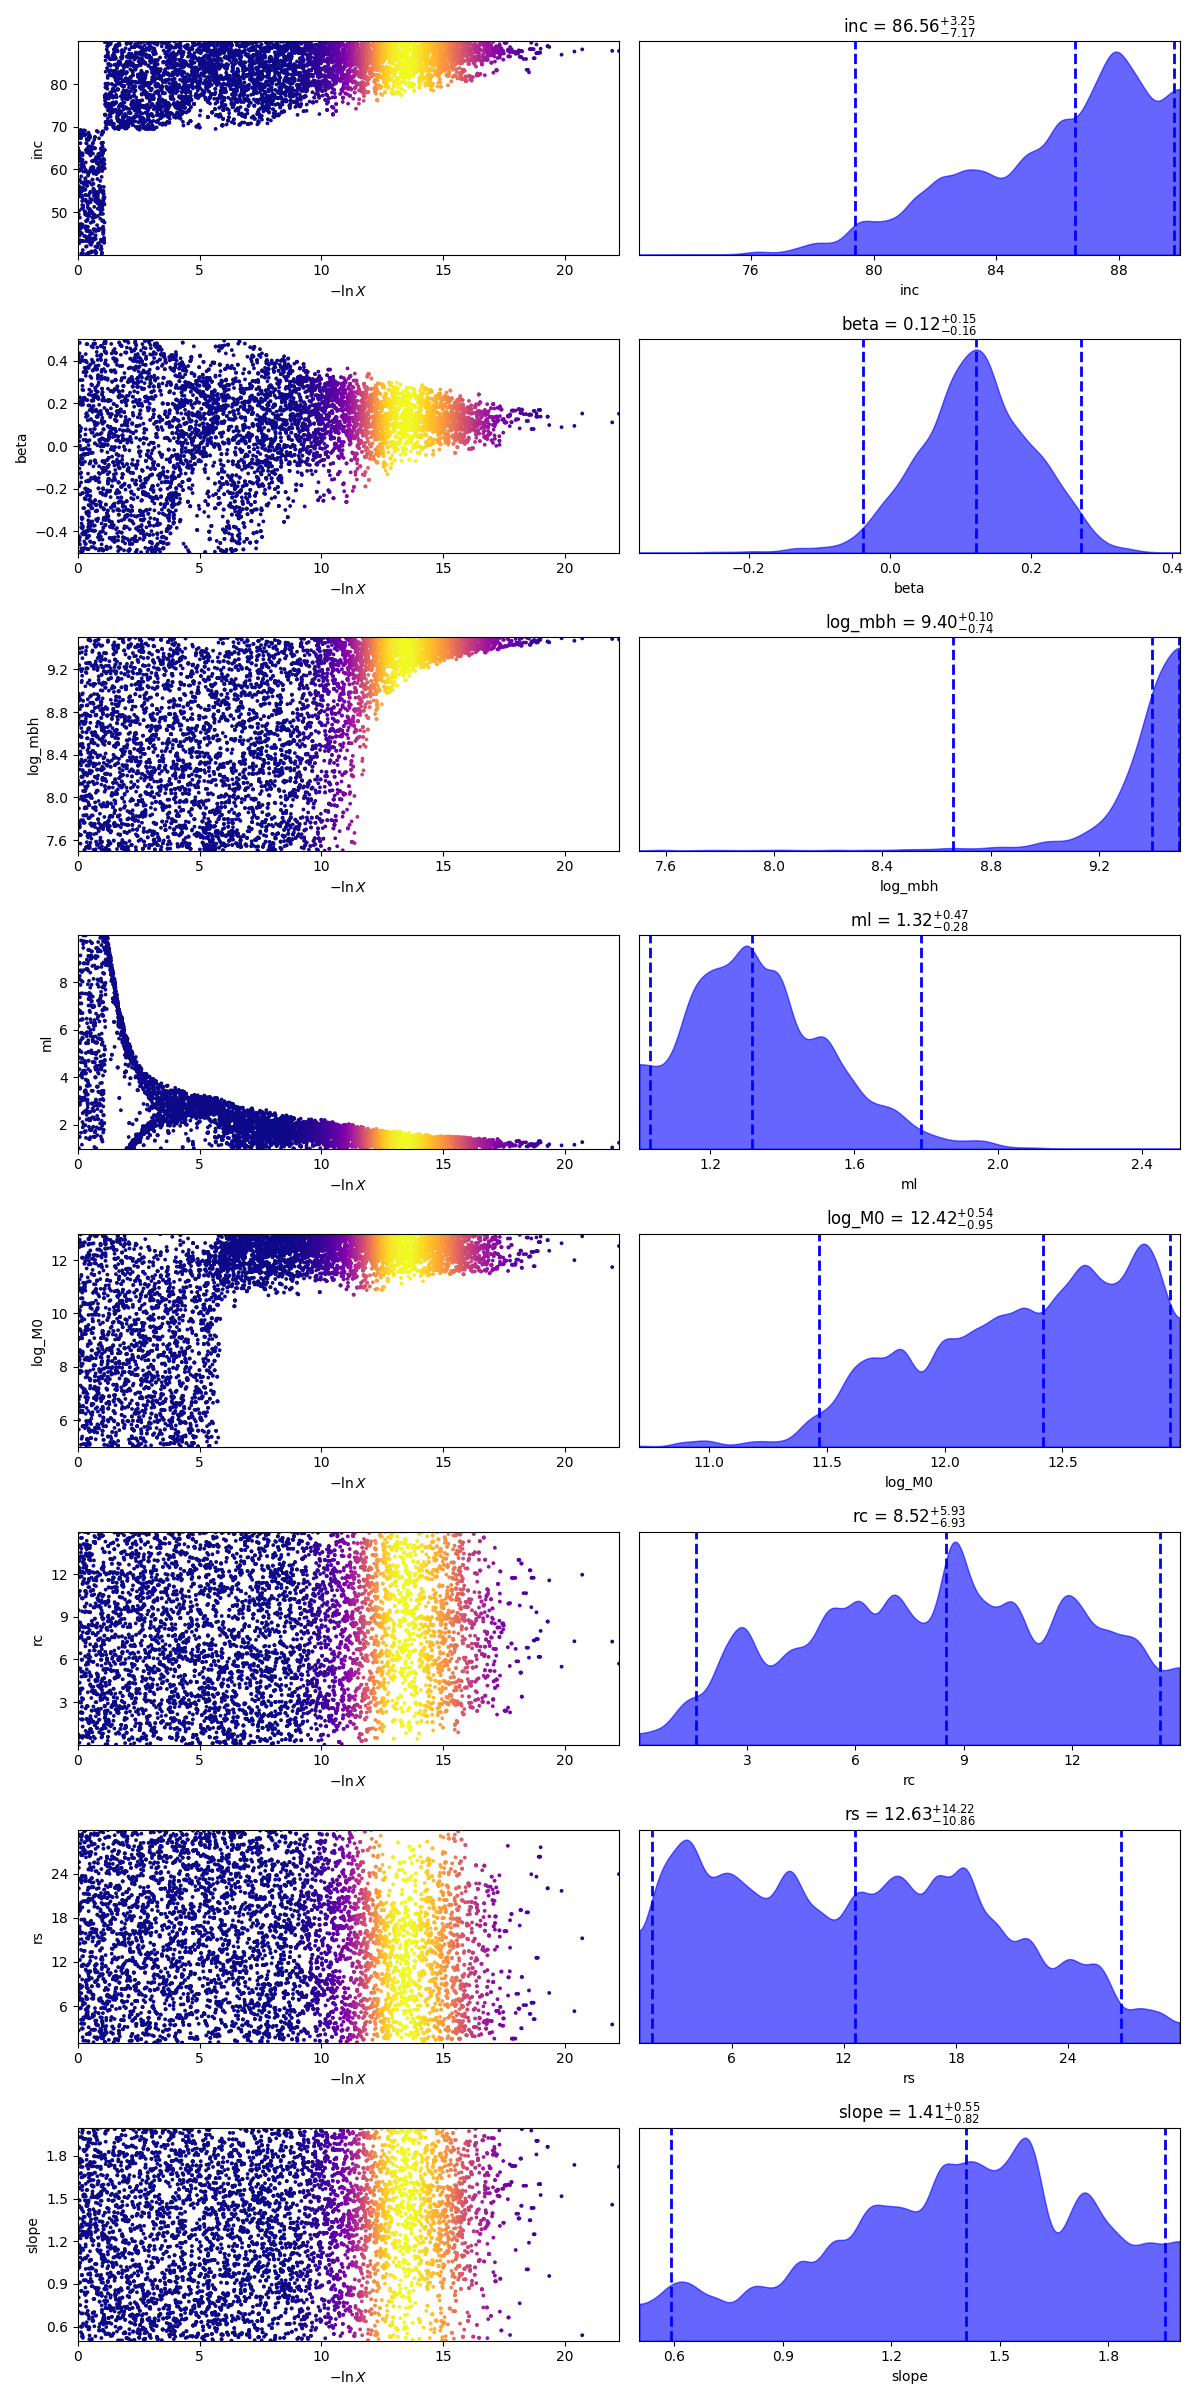 inc = 86.56 +3.25 −7.17
80
70
60
50
inc
0 5 10 15 20
−ln X
76 80 84 88
inc
beta = 0.12 +0.15 −0.16
0.4
0.2
0.0
−0.2
−0.4
beta
0 5 10 15 20
−ln X
−0.2 0.0 0.2 0.4
beta
log_mbh = 9.40 +0.10 −0.74
9.2
8.8
8.4
8.0
7.6
log_mbh
0 5 10 15 20
−ln X
7.6 8.0 8.4 8.8 9.2
log_mbh
ml = 1.32 +0.47 −0.28
8
6
4
2
ml
0 5 10 15 20
−ln X
1.2 1.6 2.0 2.4
ml
log_M0 = 12.42 +0.54 −0.95
12
10
8
6
log_M0
0 5 10 15 20
−ln X
11.0 11.5 12.0 12.5
log_M0
rc = 8.52 +5.93 −6.93
12
9
6
3
rc
0 5 10 15 20
−ln X
3 6 9 12
rc
rs = 12.63 +14.22 −10.86
24
18
12
6
rs
0 5 10 15 20
−ln X
6 12 18 24
rs
slope = 1.41 +0.55 −0.82
1.8
1.5
1.2
0.9
0.6
slope
0 5 10 15 20
−ln X
0.6 0.9 1.2 1.5 1.8
slope